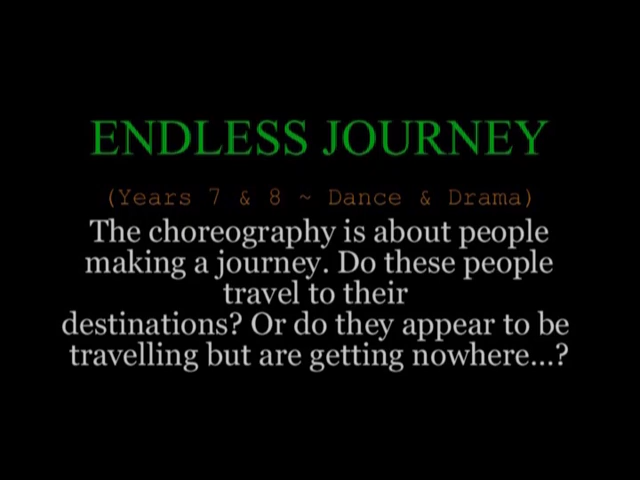 ENDLESS JOURNEY
(Years 7 & 8 ~ Dance & Drama)
The choreography is about people
making a journey. Do these people
travel to their
destinations? Or do they appear to be
travelling but are getting nowhere...?